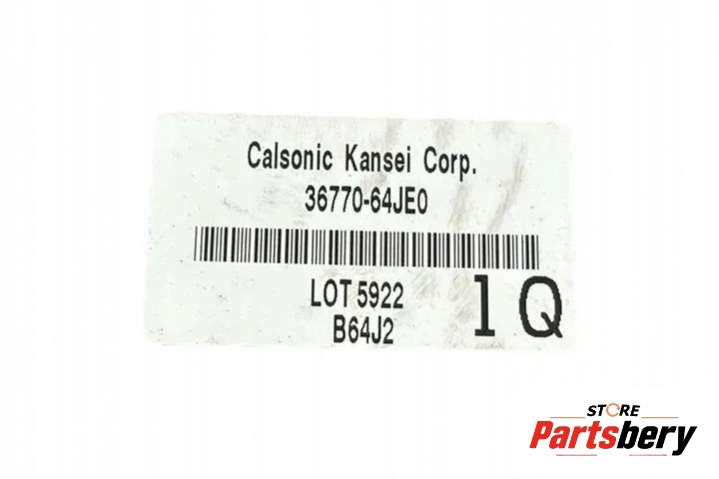 Calsonic Kansei Corp.
36770-64JE0
LOT 5922
B64J2
1Q
STORE
Partsbery